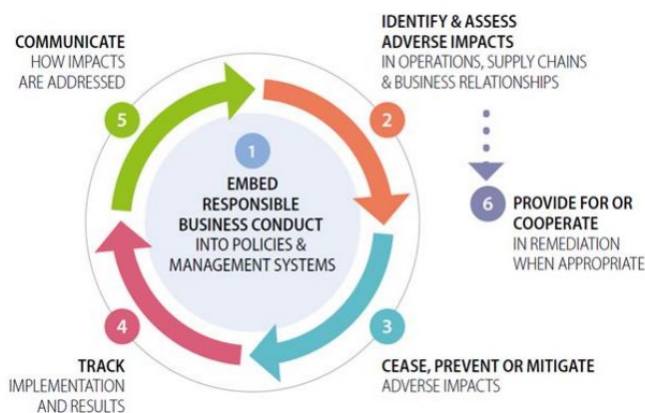 1
EMBED
RESPONSIBLE
BUSINESS CONDUCT
INTO POLICIES &
MANAGEMENT SYSTEMS
2
IDENTIFY & ASSESS
ADVERSE IMPACTS
IN OPERATIONS, SUPPLY CHAINS
& BUSINESS RELATIONSHIPS
3
CEASE, PREVENT OR MITIGATE
ADVERSE IMPACTS
4
TRACK
IMPLEMENTATION
AND RESULTS
5
COMMUNICATE
HOW IMPACTS
ARE ADDRESSED
6
PROVIDE FOR OR
COOPERATE
IN REMEDIATION
WHEN APPROPRIATE